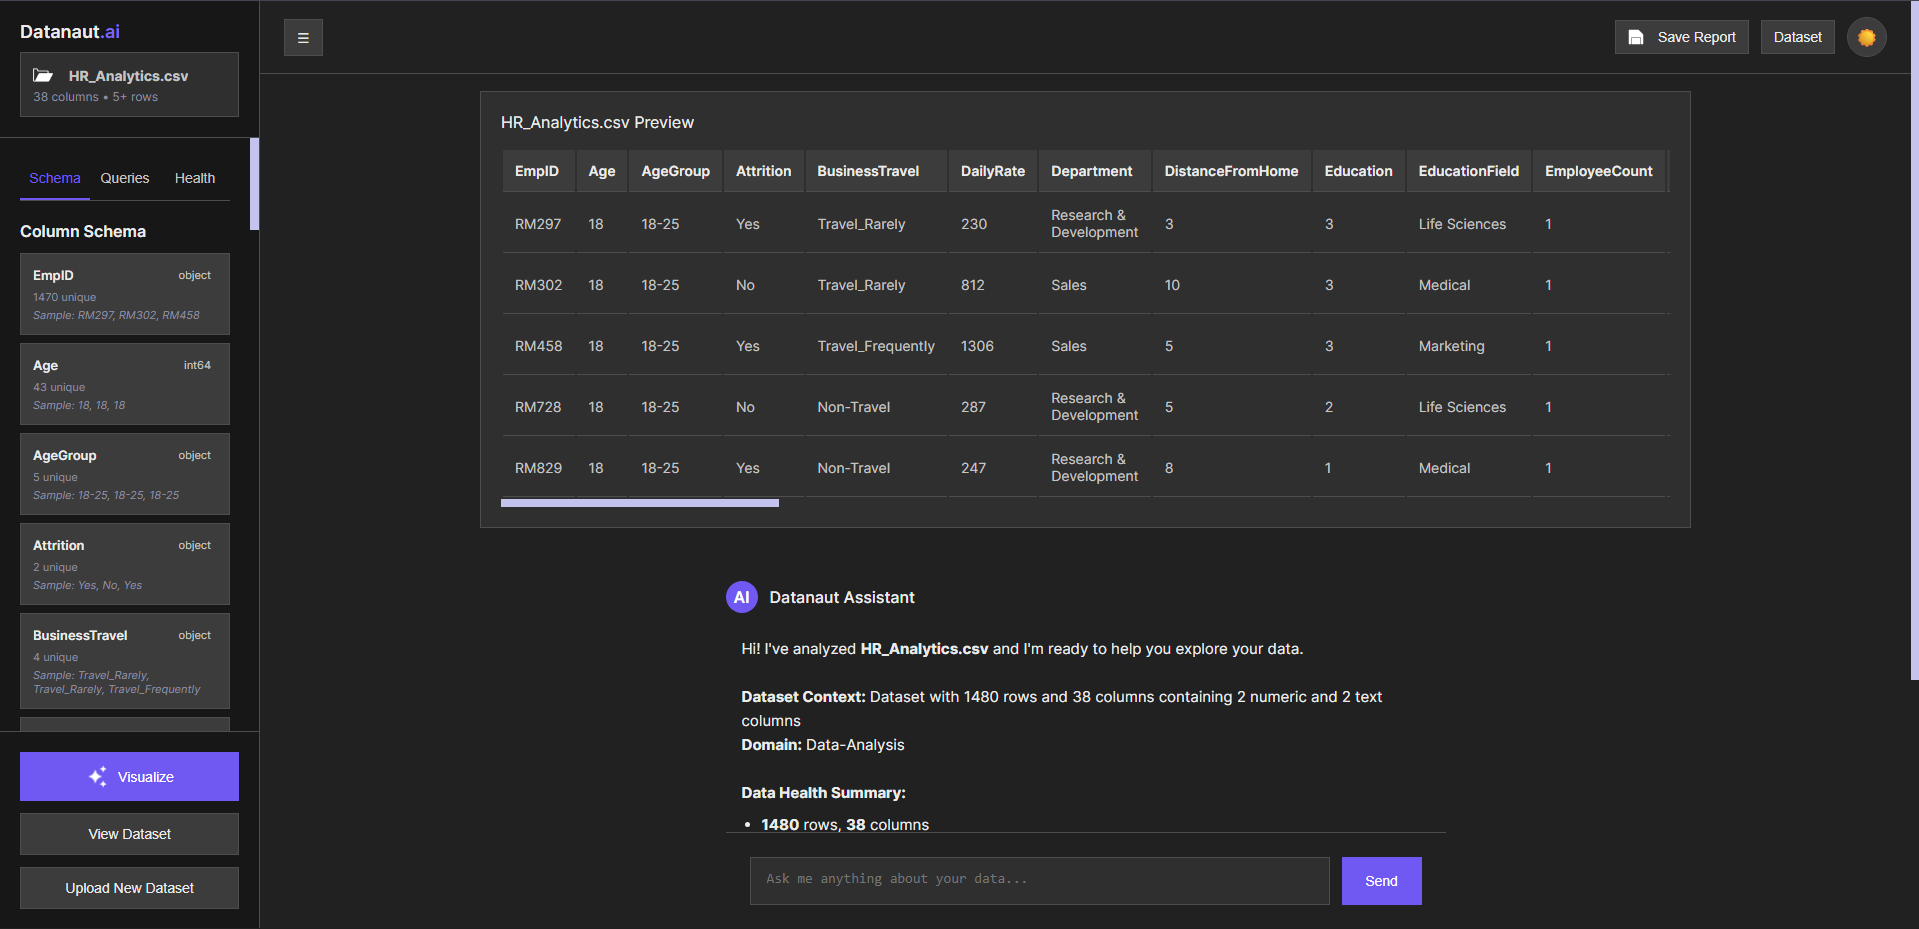 Datanaut.ai
HR_Analytics.csv
38 columns • 5+ rows
Schema Queries Health
Column Schema
EmpID object
1470 unique
Sample: RM297, RM302, RM458
Age int64
43 unique
Sample: 18, 18, 18
AgeGroup object
5 unique
Sample: 18-25, 18-25, 18-25
Attrition object
2 unique
Sample: Yes, No, Yes
BusinessTravel object
4 unique
Sample: Travel_Rarely,
Travel_Rarely, Travel_Frequently
Visualize
View Dataset
Upload New Dataset
Save Report Dataset
HR_Analytics.csv Preview
EmpID Age AgeGroup Attrition BusinessTravel DailyRate Department DistanceFromHome Education EducationField EmployeeCount
RM297 18 18-25 Yes Travel_Rarely 230 Research & Development 3 3 Life Sciences 1
RM302 18 18-25 No Travel_Rarely 812 Sales 10 3 Medical 1
RM458 18 18-25 Yes Travel_Frequently 1306 Sales 5 3 Marketing 1
RM728 18 18-25 No Non-Travel 287 Research & Development 5 2 Life Sciences 1
RM829 18 18-25 Yes Non-Travel 247 Research & Development 8 1 Medical 1
AI Datanaut Assistant
Hi! I've analyzed HR_Analytics.csv and I'm ready to help you explore your data.
Dataset Context: Dataset with 1480 rows and 38 columns containing 2 numeric and 2 text
columns
Domain: Data-Analysis
Data Health Summary:
• 1480 rows, 38 columns
Ask me anything about your data...
Send